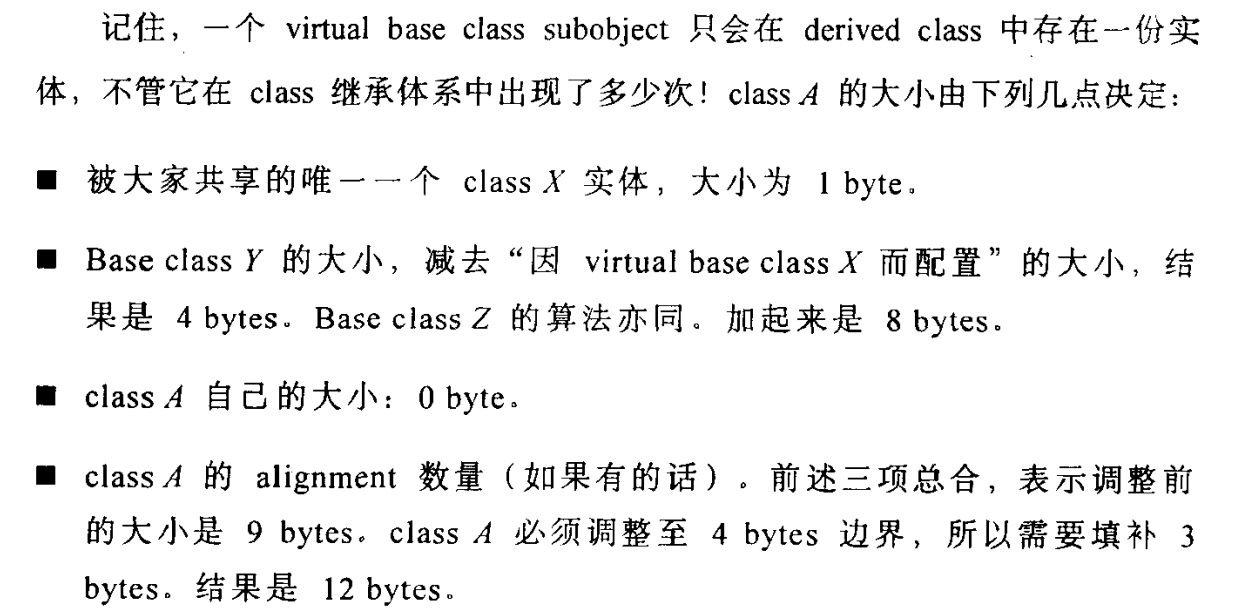 记住，一个 virtual base class subobject 只会在 derived class 中存在一份实
体，不管它在 class 继承体系中出现了多少次！class A 的大小由下列几点决定：
■ 被大家共享的唯一一个 class X 实体，大小为 1 byte。
■ Base class Y 的大小，减去“因 virtual base class X 而配置”的大小，结
果是 4 bytes。Base class Z 的算法亦同。加起来是 8 bytes。
■ class A 自己的大小：0 byte。
■ class A 的 alignment 数量（如果有的话）。前述三项总合，表示调整前
的大小是 9 bytes。class A 必须调整至 4 bytes 边界，所以需要填补 3
bytes。结果是 12 bytes。